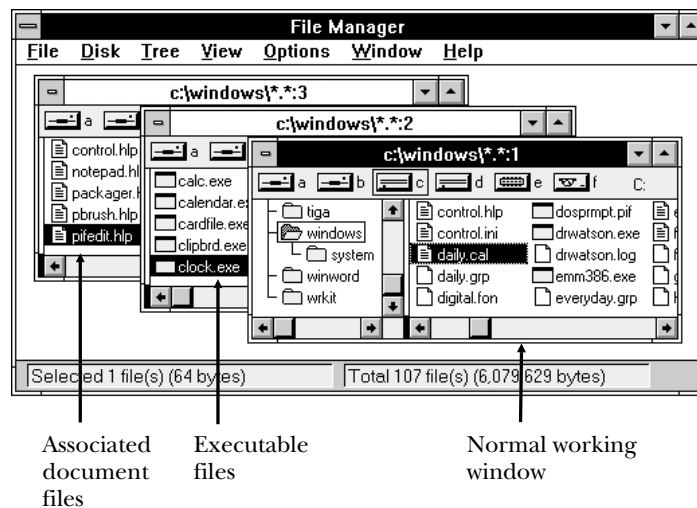 File Manager
File Disk Tree View Options Window Help
c:\windows\*.*:3
c:\windows\*.*:2
c:\windows\*.*:1
a
a
a b c d e f C:
control.hlp
notepad.hl
packager.
pbrush.hlp
pifedit.hlp
calc.exe
calendar.e
cardfile.exe
clipbrd.exe
clock.exe
tiga
windows
system
winword
wrkit
control.hlp dosprmpt.pif
control.ini drwatson.exe
daily.cal drwatson.log
daily.grp emm386.exe
digital.fon everyday.grp
Selected 1 file(s) (64 bytes) Total 107 file(s) (6,079,629 bytes)
Associated
document
files
Executable
files
Normal working
window